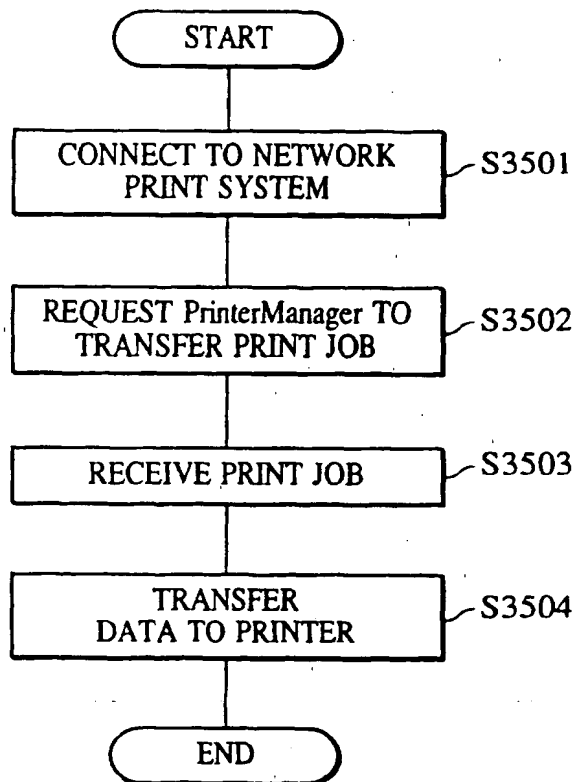 START
CONNECT TO NETWORK
PRINT SYSTEM
S3501
REQUEST PrinterManager TO
TRANSFER PRINT JOB
S3502
RECEIVE PRINT JOB
S3503
TRANSFER
DATA TO PRINTER
S3504
END